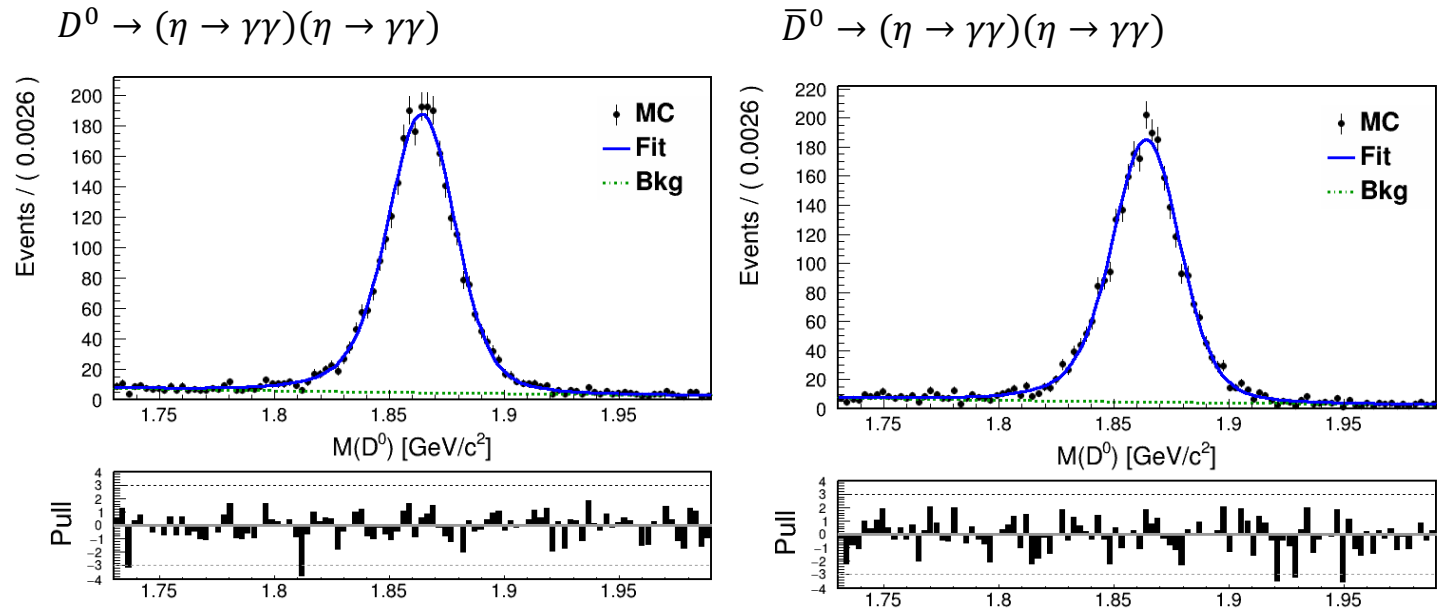 D⁰ → (η → γγ)(η → γγ)
200
180
160
140
120
100
80
60
40
20
0
Events / ( 0.0026 )
MC
Fit
Bkg
1.75 1.8 1.85 1.9 1.95
M(D⁰) [GeV/c²]
4
3
2
1
0
−1
−2
−3
−4
Pull
1.75 1.8 1.85 1.9 1.95
D̅⁰ → (η → γγ)(η → γγ)
220
200
180
160
140
120
100
80
60
40
20
0
Events / ( 0.0026 )
MC
Fit
Bkg
1.75 1.8 1.85 1.9 1.95
M(D⁰) [GeV/c²]
4
3
2
1
0
−1
−2
−3
−4
Pull
1.75 1.8 1.85 1.9 1.95